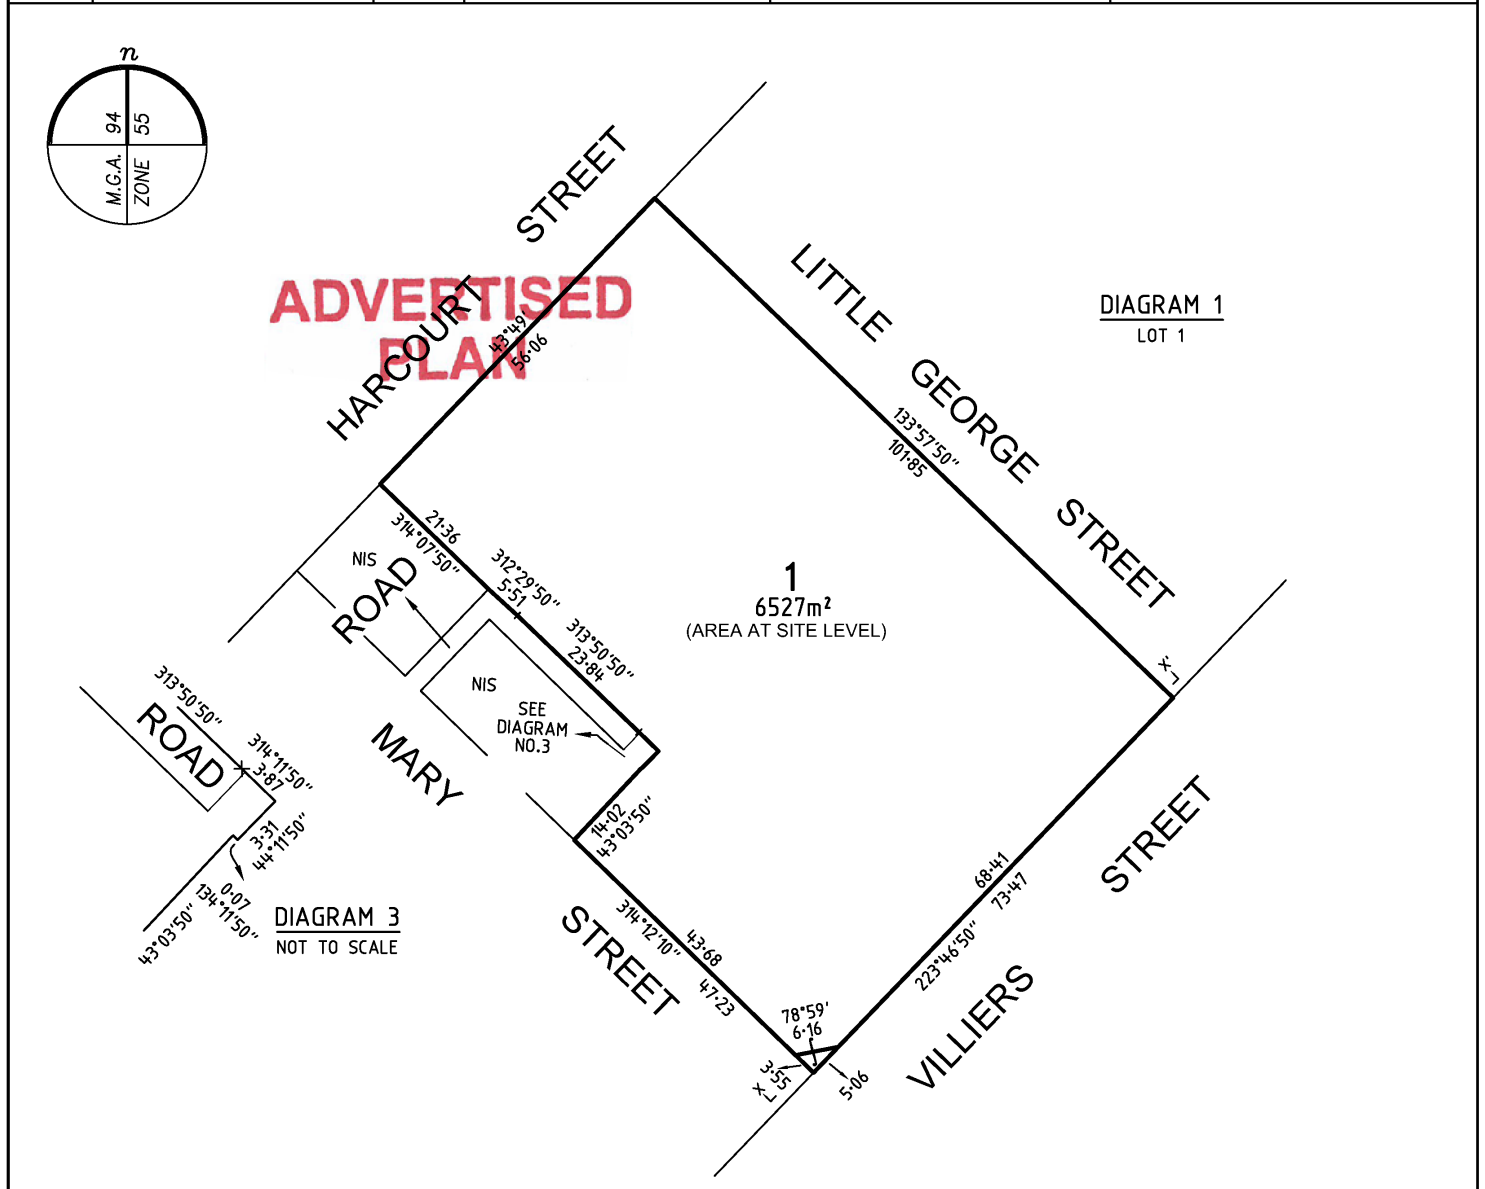 n
M.G.A. 94
ZONE 55
HARCOURT STREET
ADVERTISED
PLAN
43°49'
56·06
LITTLE GEORGE STREET
133°57'50"
101·85
DIAGRAM 1
LOT 1
21·36
314°07'50"
312°29'50"
5·51
313°50'50"
23·84
NIS
ROAD
NIS
SEE
DIAGRAM
NO.3
1
6527m²
(AREA AT SITE LEVEL)
X'
313°50'50"
ROAD
314°11'50"
3·87
3·31
44°11'50"
0·07
134°11'50"
43°03'50"
DIAGRAM 3
NOT TO SCALE
MARY STREET
14·02
43°03'50"
314°12'10"
43·68
47·23
68·41
73·47
223°46'50"
VILLIERS STREET
78°59'
6·16
3·55
X
5·06